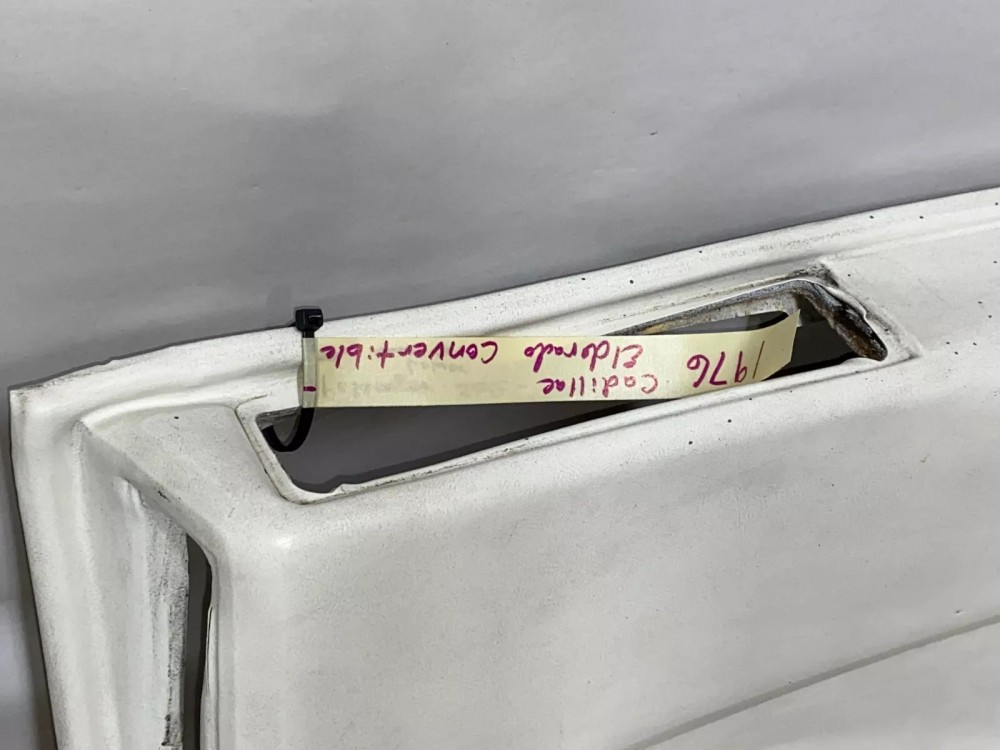 1976
Cadillac
Eldorado Convertible